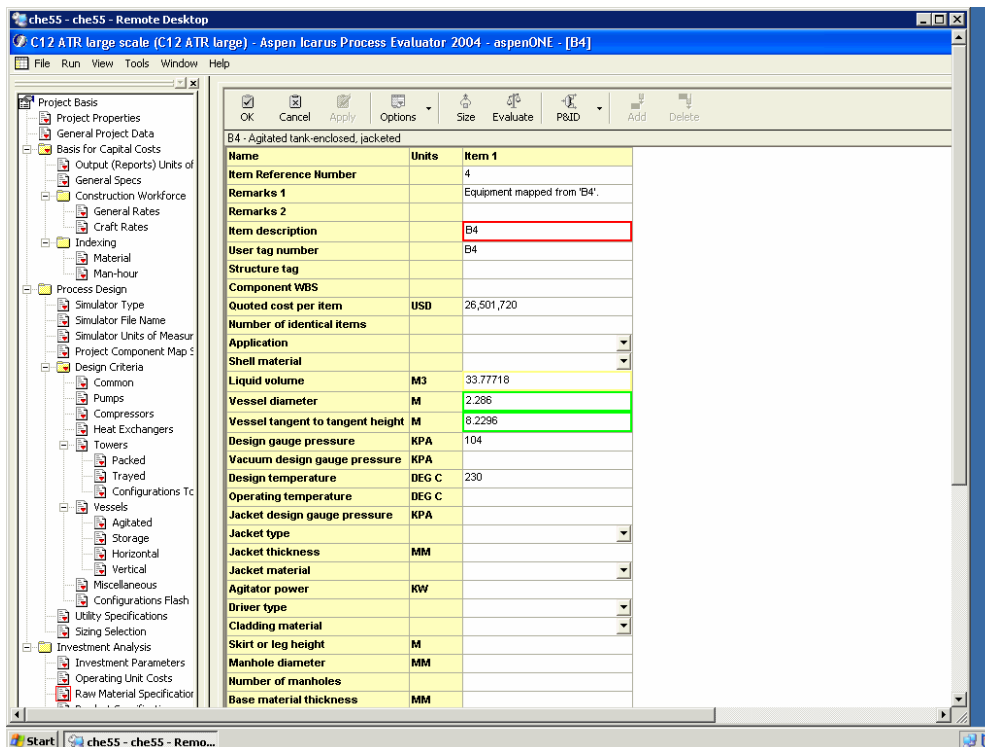 che55 - che55 - Remote Desktop
C12 ATR large scale (C12 ATR large) - Aspen Icarus Process Evaluator 2004 - aspenONE - [B4]
File Run View Tools Window Help
Project Basis
Project Properties
General Project Data
Basis for Capital Costs
Output (Reports) Units of
General Specs
Construction Workforce
General Rates
Craft Rates
Indexing
Material
Man-hour
Process Design
Simulator Type
Simulator File Name
Simulator Units of Measur
Project Component Map S
Design Criteria
Common
Pumps
Compressors
Heat Exchangers
Towers
Packed
Trayed
Configurations To
Vessels
Agitated
Storage
Horizontal
Vertical
Miscellaneous
Configurations Flash
Utility Specifications
Sizing Selection
Investment Analysis
Investment Parameters
Operating Unit Costs
Raw Material Specification
OK Cancel Apply Options Size Evaluate P&ID Add Delete
B4 - Agitated tank-enclosed, jacketed
Name Units Item 1
Item Reference Number 4
Remarks 1 Equipment mapped from 'B4'.
Remarks 2
Item description B4
User tag number B4
Structure tag
Component WBS
Quoted cost per item USD 26,501,720
Number of identical items
Application
Shell material
Liquid volume M3 33.77718
Vessel diameter M 2.286
Vessel tangent to tangent height M 8.2296
Design gauge pressure KPA 104
Vacuum design gauge pressure KPA
Design temperature DEG C 230
Operating temperature DEG C
Jacket design gauge pressure KPA
Jacket type
Jacket thickness MM
Jacket material
Agitator power KW
Driver type
Cladding material
Skirt or leg height M
Manhole diameter MM
Number of manholes
Base material thickness MM
Start che55 - che55 - Remo...